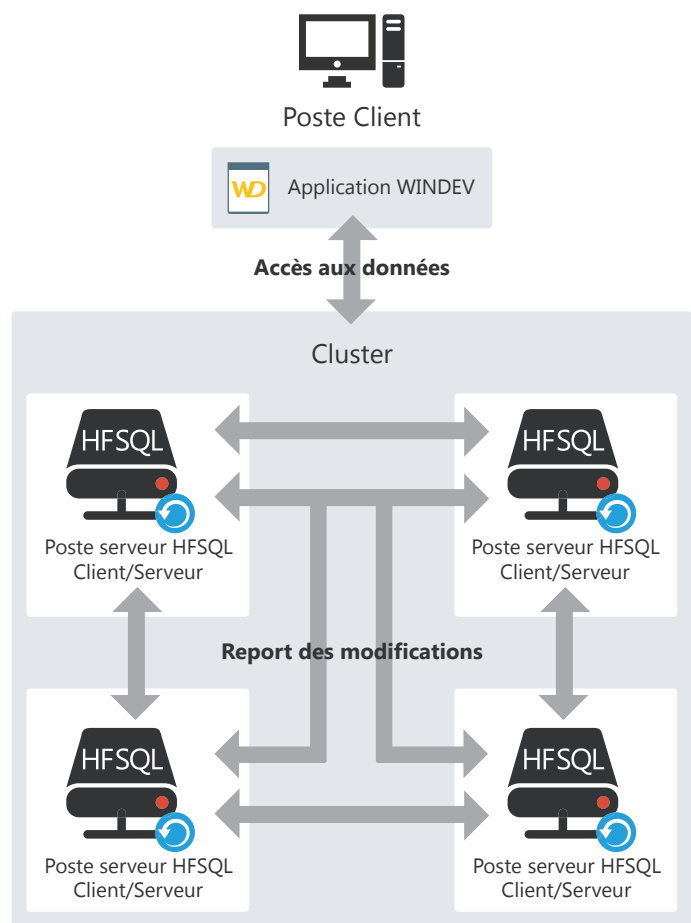 Poste Client
WD
Application WINDEV
Accès aux données
Cluster
HFSQL
Poste serveur HFSQL
Client/Serveur
HFSQL
Poste serveur HFSQL
Client/Serveur
Report des modifications
HFSQL
Poste serveur HFSQL
Client/Serveur
HFSQL
Poste serveur HFSQL
Client/Serveur